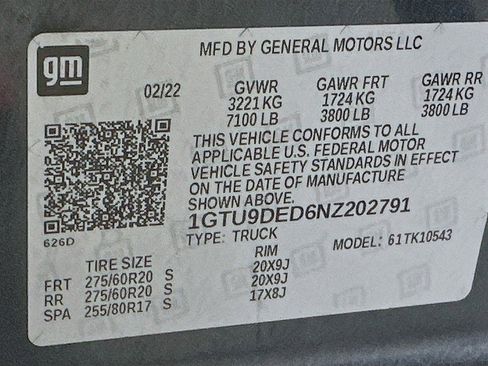 gm
MFD BY GENERAL MOTORS LLC
02/22 GVWR GAWR FRT GAWR RR
3221 KG 1724 KG 1724 KG
7100 LB 3800 LB 3800 LB
THIS VEHICLE CONFORMS TO ALL
APPLICABLE U.S. FEDERAL MOTOR
VEHICLE SAFETY STANDARDS IN EFFECT
ON THE DATE OF MANUFACTURE
SHOWN ABOVE.
626D
1GTU9DED6NZ202791
TYPE: TRUCK MODEL: 61TK10543
TIRE SIZE RIM
FRT 275/60R20 S 20X9J
RR 275/60R20 S 20X9J
SPA 255/80R17 S 17X8J